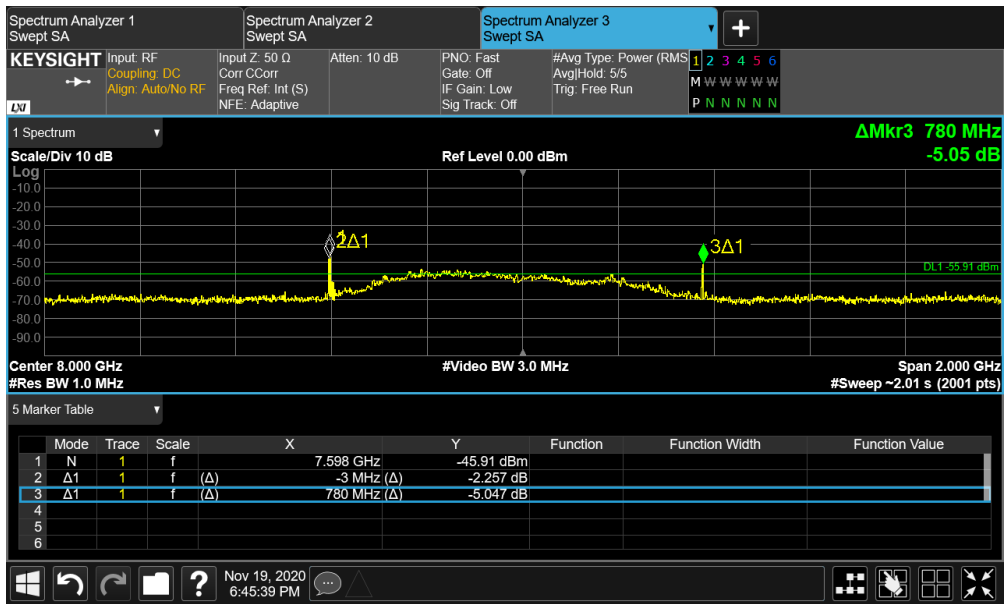 Spectrum Analyzer 1
Swept SA
Spectrum Analyzer 2
Swept SA
Spectrum Analyzer 3
Swept SA
KEYSIGHT
LXI
Input: RF
Coupling: DC
Align: Auto/No RF
Input Z: 50 Ω
Corr CCorr
Freq Ref: Int (S)
NFE: Adaptive
Atten: 10 dB
PNO: Fast
Gate: Off
IF Gain: Low
Sig Track: Off
#Avg Type: Power (RMS
Avg|Hold: 5/5
Trig: Free Run
1 2 3 4 5 6
M W W W W W
P N N N N N
1 Spectrum
ΔMkr3 780 MHz
-5.05 dB
Scale/Div 10 dB
Ref Level 0.00 dBm
Log
-10.0
-20.0
-30.0
-40.0
-50.0
-60.0
-70.0
-80.0
-90.0
2Δ1
3Δ1
DL1 -55.91 dBm
Center 8.000 GHz
#Video BW 3.0 MHz
Span 2.000 GHz
#Res BW 1.0 MHz
#Sweep ~2.01 s (2001 pts)
5 Marker Table
Mode Trace Scale X Y Function Function Width Function Value
1 N 1 f 7.598 GHz -45.91 dBm
2 Δ1 1 f (Δ) -3 MHz (Δ) -2.257 dB
3 Δ1 1 f (Δ) 780 MHz (Δ) -5.047 dB
4
5
6
?
Nov 19, 2020
6:45:39 PM